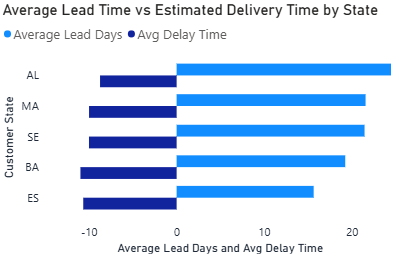 Average Lead Time vs Estimated Delivery Time by State
Average Lead Days Avg Delay Time
Customer State
AL
MA
SE
BA
ES
-10 0 10 20
Average Lead Days and Avg Delay Time